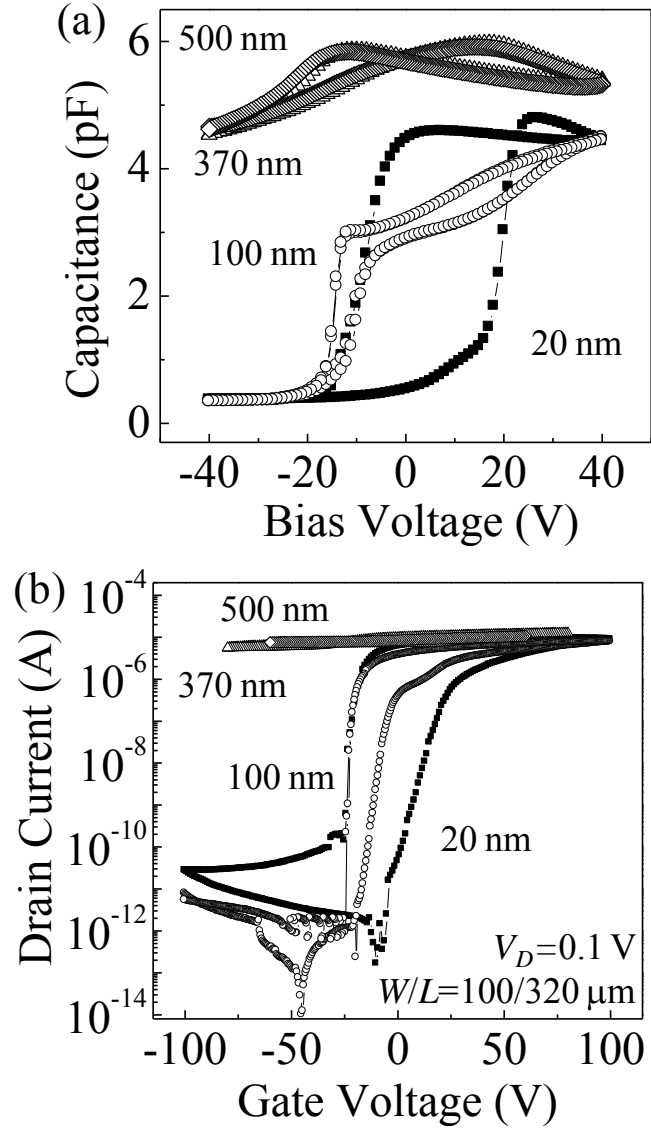 (a)
500 nm
370 nm
100 nm
20 nm
6
4
2
0
Capacitance (pF)
-40 -20 0 20 40
Bias Voltage (V)
(b)
500 nm
370 nm
100 nm
20 nm
V_D=0.1 V
W/L=100/320 μm
10⁻⁴
10⁻⁶
10⁻⁸
10⁻¹⁰
10⁻¹²
10⁻¹⁴
Drain Current (A)
-100 -50 0 50 100
Gate Voltage (V)